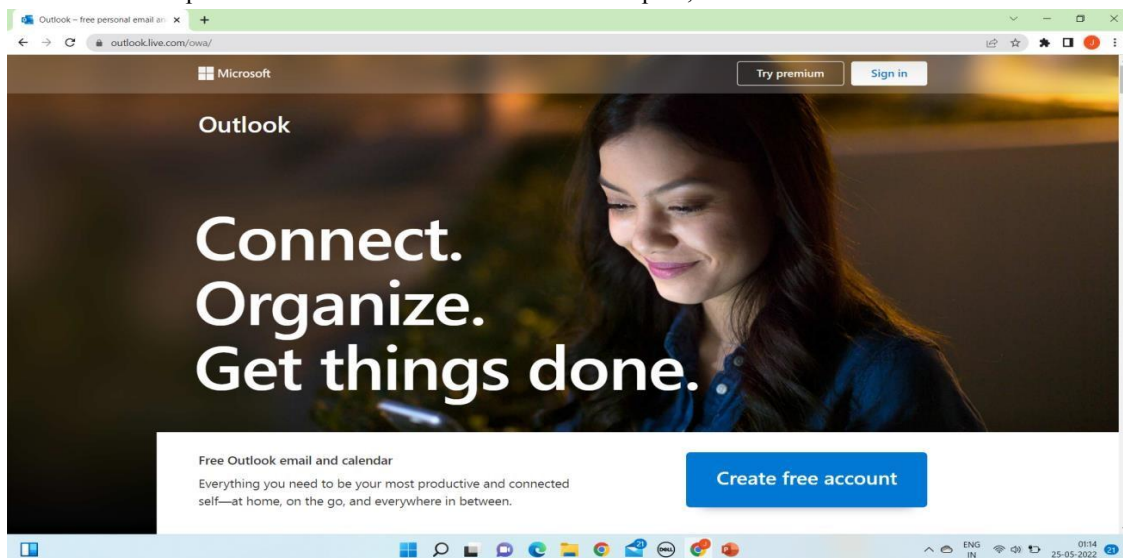 Outlook – free personal email an
outlook.live.com/owa/
Microsoft
Try premium
Sign in
Outlook
Connect.
Organize.
Get things done.
Free Outlook email and calendar
Everything you need to be your most productive and connected
self—at home, on the go, and everywhere in between.
Create free account
ENG
IN
01:14
25-05-2022
21